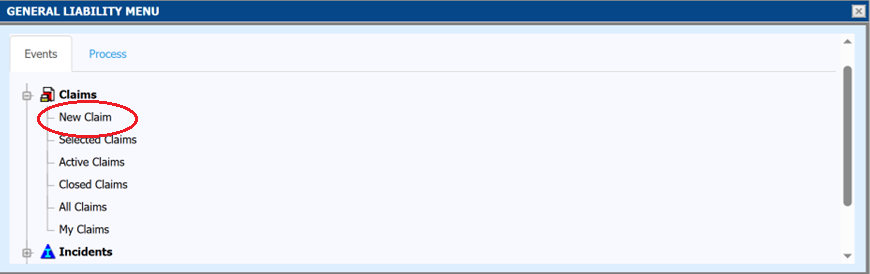 GENERAL LIABILITY MENU
Events Process
Claims
New Claim
Selected Claims
Active Claims
Closed Claims
All Claims
My Claims
Incidents